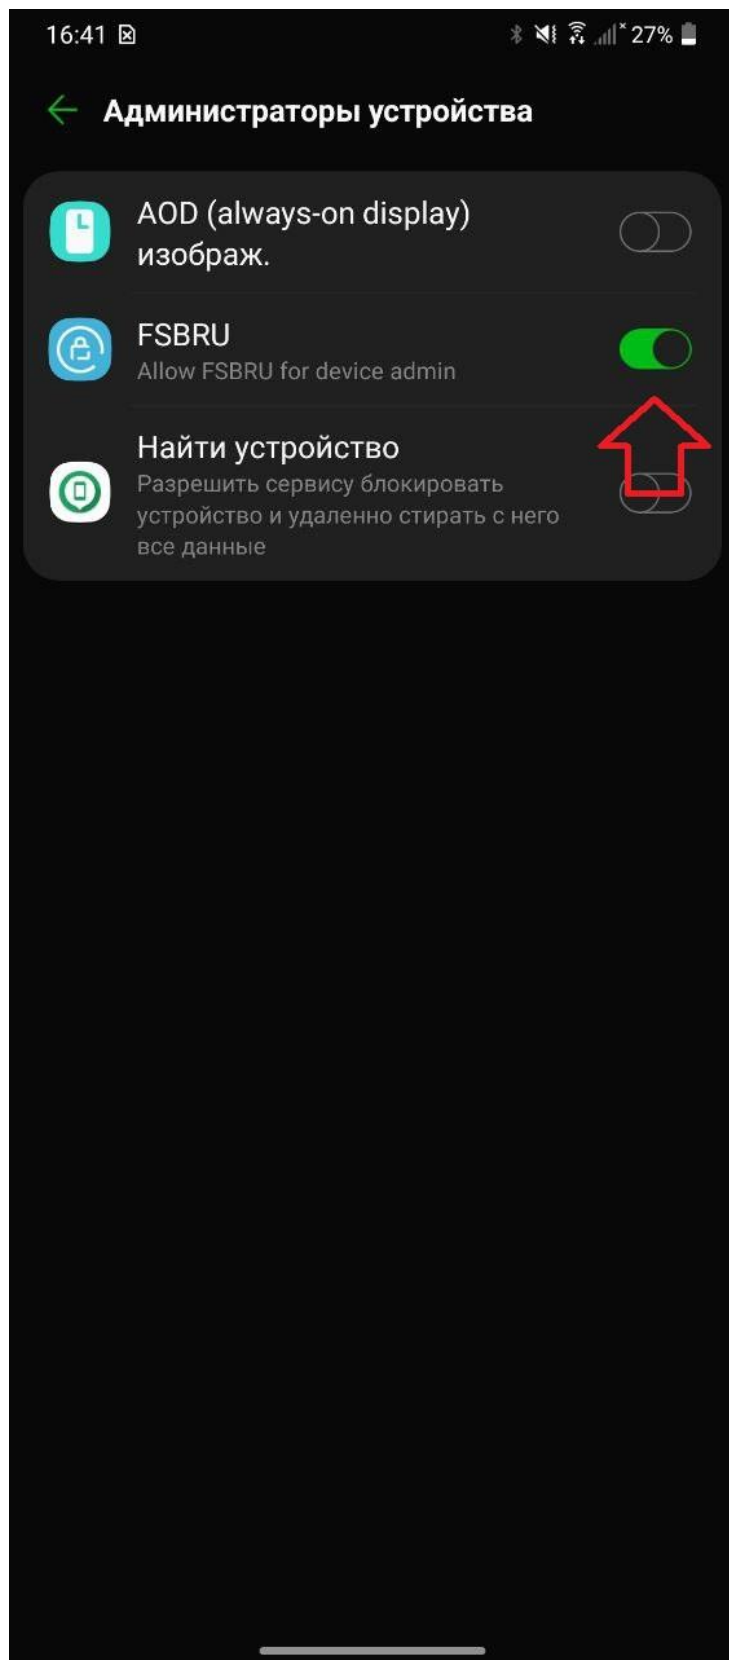 16:41 27%
Администраторы устройства
AOD (always-on display)
изображ.
FSBRU
Allow FSBRU for device admin
Найти устройство
Разрешить сервису блокировать
устройство и удаленно стирать с него
все данные